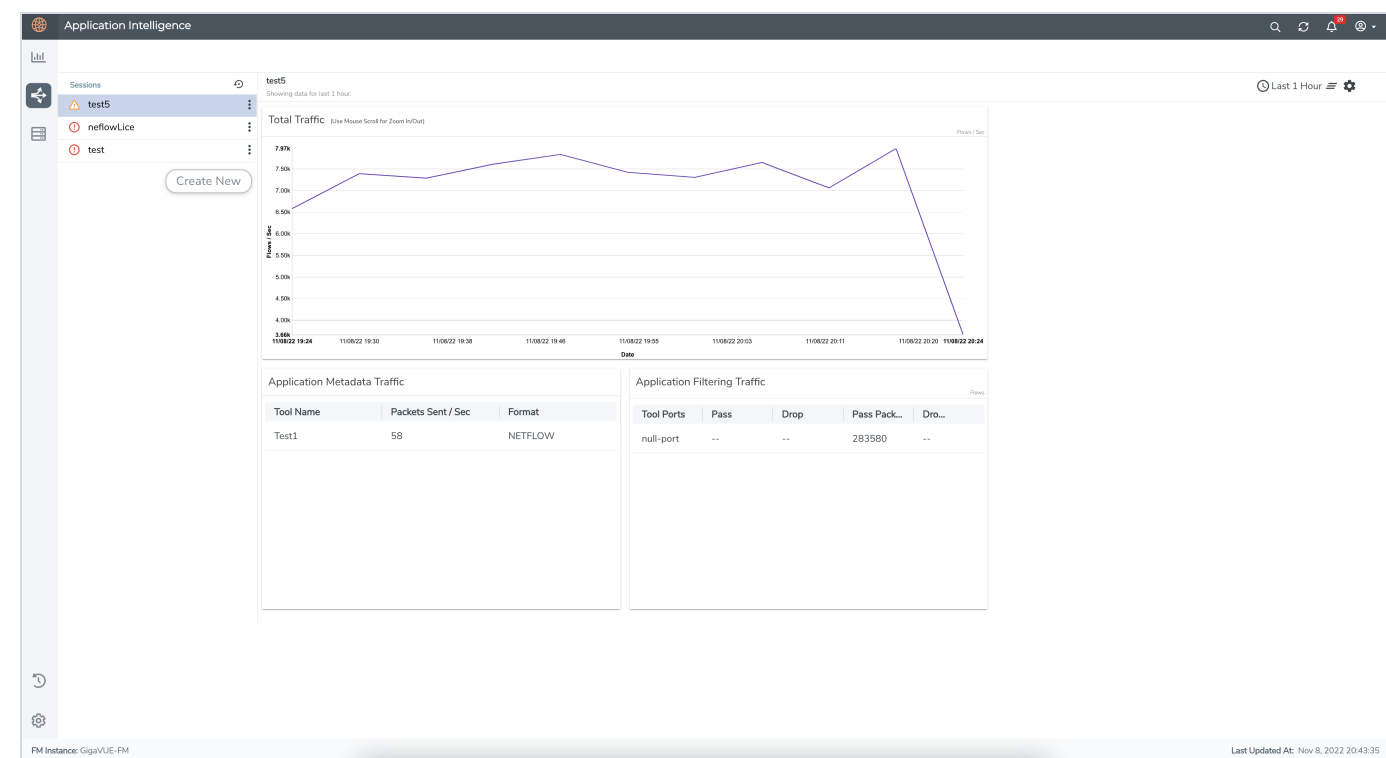 Application Intelligence
29
Sessions
test5
neflowLice
test
Create New
test5
Showing data for last 1 hour.
Last 1 Hour
Total Traffic (Use Mouse Scroll for Zoom In/Out)
Flows / Sec
7.97k
7.50k
7.00k
6.50k
6.00k
5.50k
5.00k
4.50k
4.00k
3.66k
Flows / Sec
11/08/22 19:24 11/08/22 19:30 11/08/22 19:38 11/08/22 19:46 11/08/22 19:55 11/08/22 20:03 11/08/22 20:11 11/08/22 20:20 11/08/22 20:24
Date
Application Metadata Traffic
Tool Name Packets Sent / Sec Format
Test1 58 NETFLOW
Application Filtering Traffic
Flows
Tool Ports Pass Drop Pass Pack... Dro...
null-port -- -- 283580 --
FM Instance: GigaVUE-FM
Last Updated At: Nov 8, 2022 20:43:35